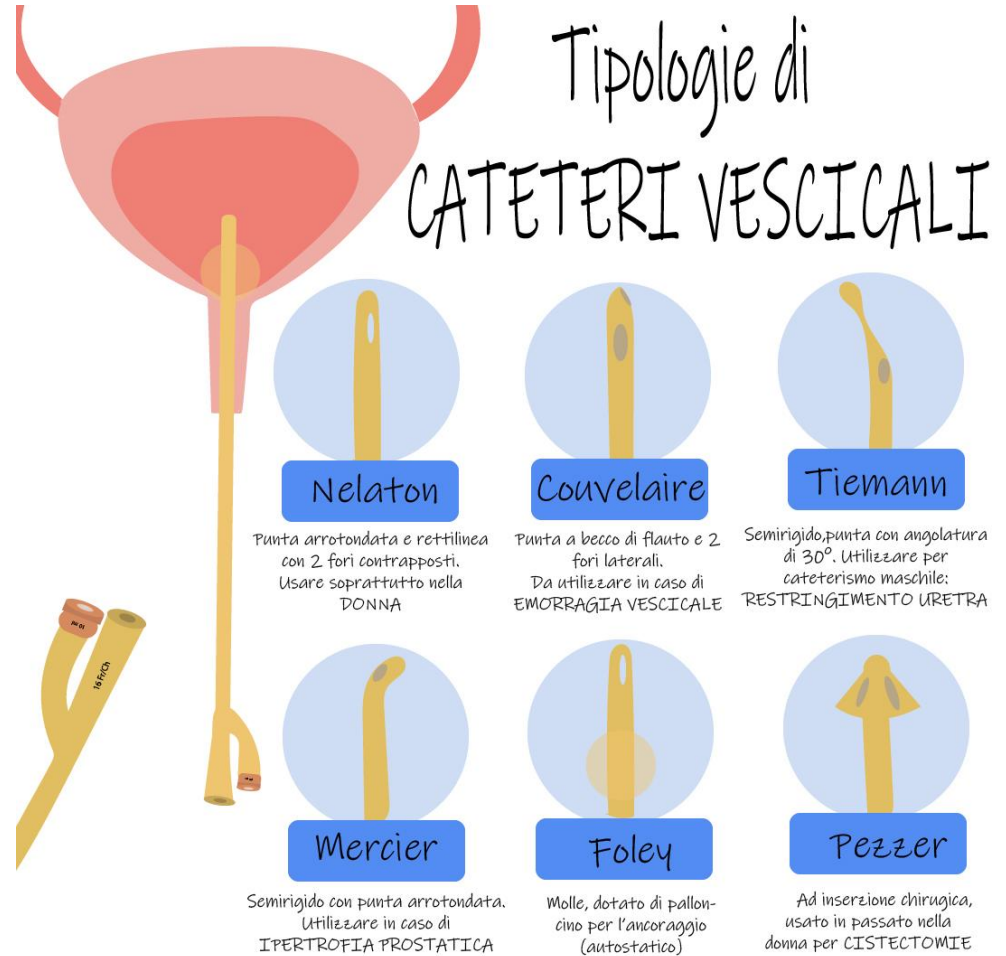 Tipologie di
CATETERI VESCICALI
Nelaton
Punta arrotondata e rettilinea
con 2 fori contrapposti.
Usare soprattutto nella
DONNA
Couvelaire
Punta a becco di flauto e 2
fori laterali.
Da utilizzare in caso di
EMORRAGIA VESCICALE
Tiemann
Semirigido,punta con angolatura
di 30°. Utilizzare per
cateterismo maschile:
RESTRINGIMENTO URETRA
10 ml
16 Fr/Ch
Mercier
Semirigido con punta arrotondata.
Utilizzare in caso di
IPERTROFIA PROSTATICA
Foley
Molle, dotato di pallon-
cino per l'ancoraggio
(autostatico)
Pezzer
Ad inserzione chirugica,
usato in passato nella
donna per CISTECTOMIE